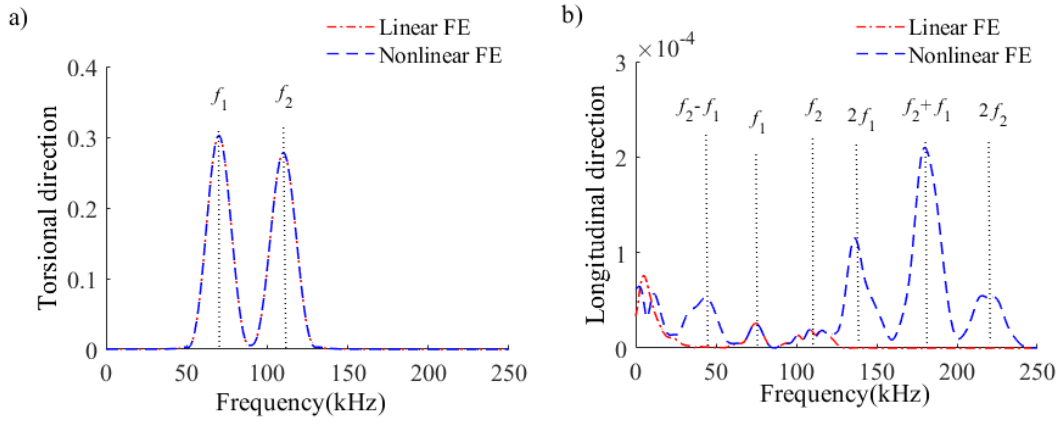 a)
Linear FE
Nonlinear FE
0.4
0.3
0.2
0.1
0
Torsional direction
f1
f2
0 50 100 150 200 250
Frequency(kHz)
b)
Linear FE
Nonlinear FE
×10-4
3
2
1
0
Longitudinal direction
f2-f1
f1
f2
2f1
f2+f1
2f2
0 50 100 150 200 250
Frequency(kHz)